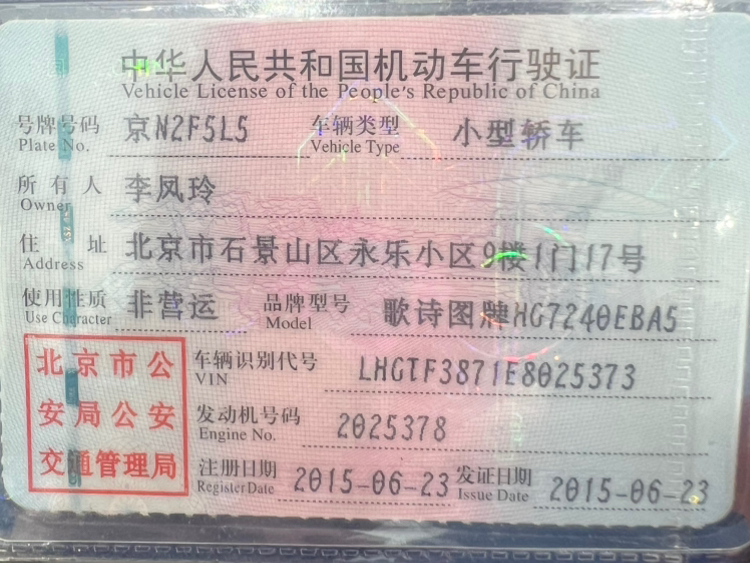 中华人民共和国机动车行驶证
Vehicle License of the People's Republic of China
号牌号码 京N2F5L5 车辆类型 小型轿车
Plate No. Vehicle Type
所有人 李凤玲
Owner
住址 北京市石景山区永乐小区9楼1门17号
Address
使用性质 非营运 品牌型号 歌诗图牌HG7240EBA5
Use Character Model
北京市公安局公安交通管理局
车辆识别代号 LHGTF3871E8025373
VIN
发动机号码 2025378
Engine No.
注册日期 2015-06-23 发证日期 2015-06-23
Register Date Issue Date